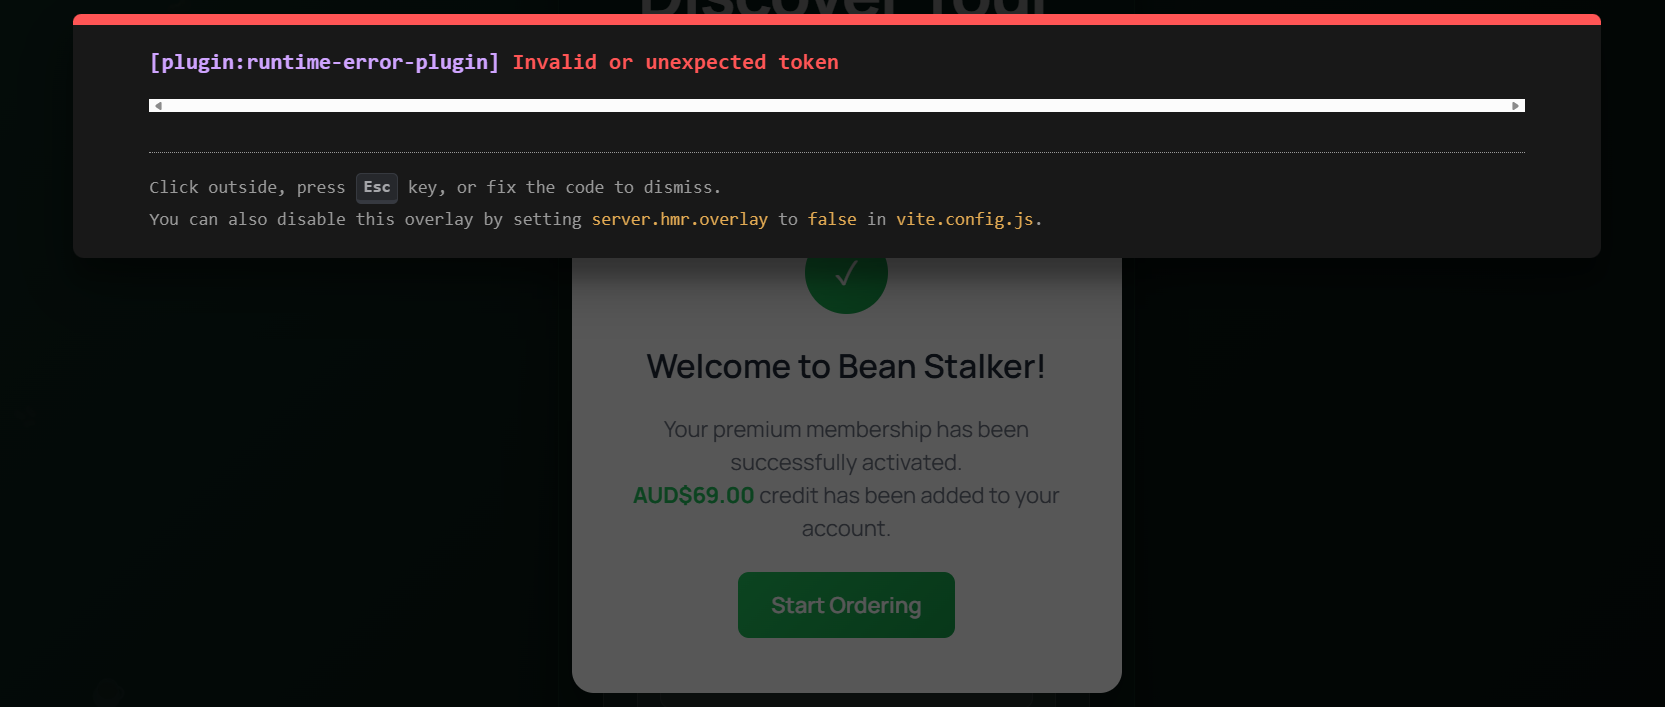 Discover Your
[plugin:runtime-error-plugin] Invalid or unexpected token
Click outside, press Esc key, or fix the code to dismiss.
You can also disable this overlay by setting server.hmr.overlay to false in vite.config.js.
✓
Welcome to Bean Stalker!
Your premium membership has been
successfully activated.
AUD$69.00 credit has been added to your
account.
Start Ordering